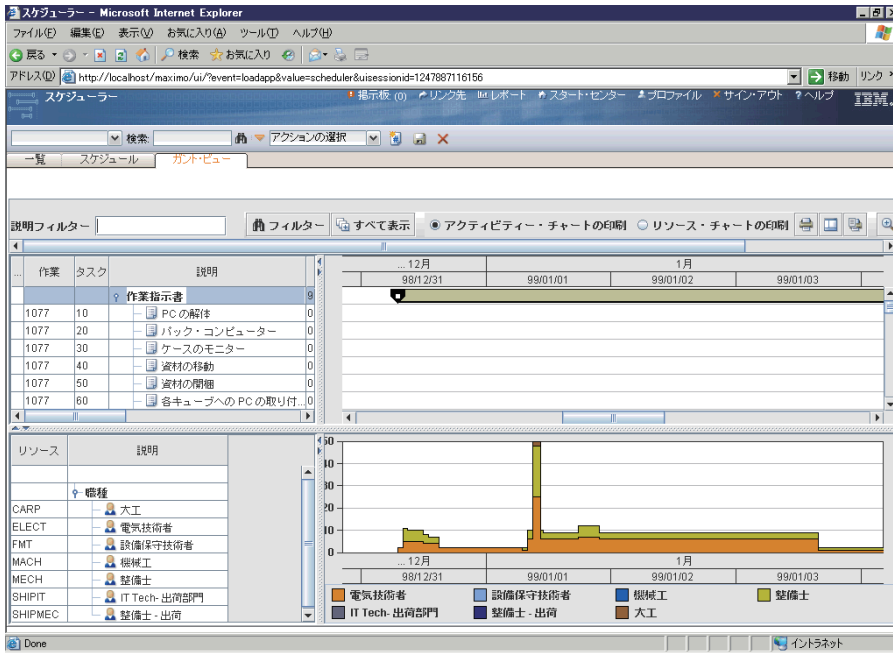 スケジューラー - Microsoft Internet Explorer
ファイル(F) 編集(E) 表示(V) お気に入り(A) ツール(T) ヘルプ(H)
戻る 検索 お気に入り
アドレス(D) http://localhost/maximo/ui/?event=loadapp&value=scheduler&uisessionid=1247887116156 移動 リンク »
スケジューラー 掲示板 (0) リンク先 レポート スタート・センター プロファイル サイン・アウト ? ヘルプ IBM.
検索: アクションの選択
一覧 スケジュール ガント・ビュー
説明フィルター フィルター すべて表示 アクティビティー・チャートの印刷 リソース・チャートの印刷
... 作業 タスク 説明
作業指示書 9
1077 10 PC の解体 0
1077 20 パック・コンピューター 0
1077 30 ケースのモニター 0
1077 40 資材の移動 0
1077 50 資材の開梱 0
1077 60 各キューブへの PC の取り付... 0
... 12月 1月
98/12/31 99/01/01 99/01/02 99/01/03
リソース 説明
職種
CARP 大工
ELECT 電気技術者
FMT 設備保守技術者
MACH 機械工
MECH 整備士
SHIPIT IT Tech- 出荷部門
SHIPMEC 整備士 - 出荷
50
40
30
20
10
0
... 12月 1月
98/12/31 99/01/01 99/01/02 99/01/03
電気技術者 設備保守技術者 機械工 整備士
IT Tech- 出荷部門 整備士 - 出荷 大工
Done イントラネット